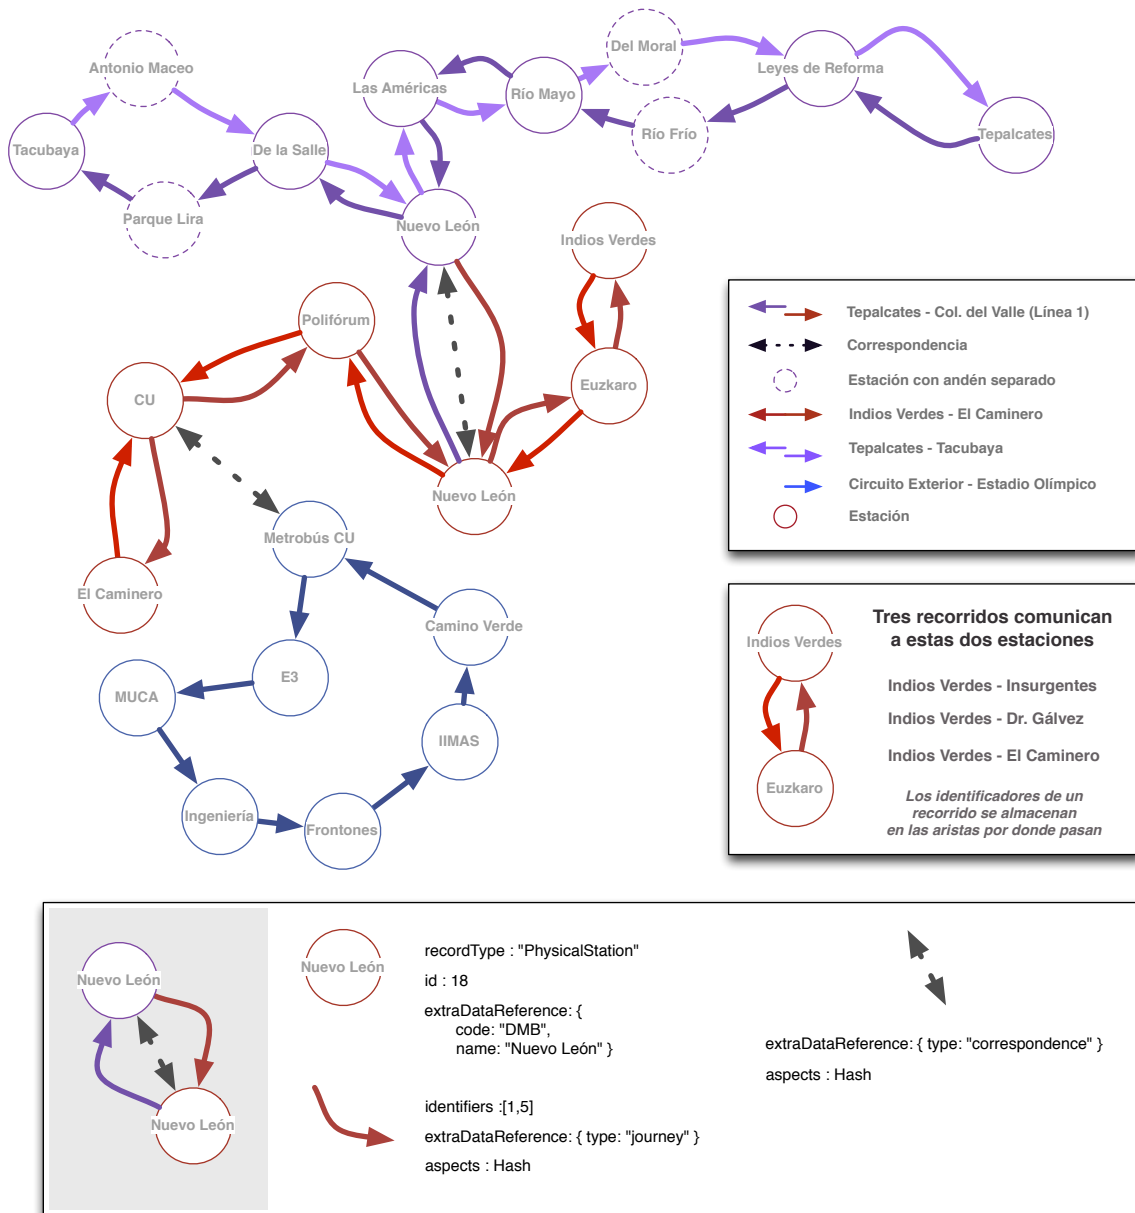 Antonio Maceo
Tacubaya
De la Salle
Parque Lira
Las Américas
Río Mayo
Del Moral
Río Frío
Leyes de Reforma
Tepalcates
Nuevo León
Indios Verdes
Polifórum
Euzkaro
CU
Nuevo León
El Caminero
Metrobús CU
Camino Verde
E3
MUCA
IIMAS
Ingeniería
Frontones
Tepalcates - Col. del Valle (Línea 1)
Correspondencia
Estación con andén separado
Indios Verdes - El Caminero
Tepalcates - Tacubaya
Circuito Exterior - Estadio Olímpico
Estación
Indios Verdes
Euzkaro
Tres recorridos comunican
a estas dos estaciones
Indios Verdes - Insurgentes
Indios Verdes - Dr. Gálvez
Indios Verdes - El Caminero
Los identificadores de un
recorrido se almacenan
en las aristas por donde pasan
Nuevo León
Nuevo León
Nuevo León
recordType : "PhysicalStation"
id : 18
extraDataReference: {
code: "DMB",
name: "Nuevo León" }
identifiers :[1,5]
extraDataReference: { type: "journey" }
aspects : Hash
extraDataReference: { type: "correspondence" }
aspects : Hash